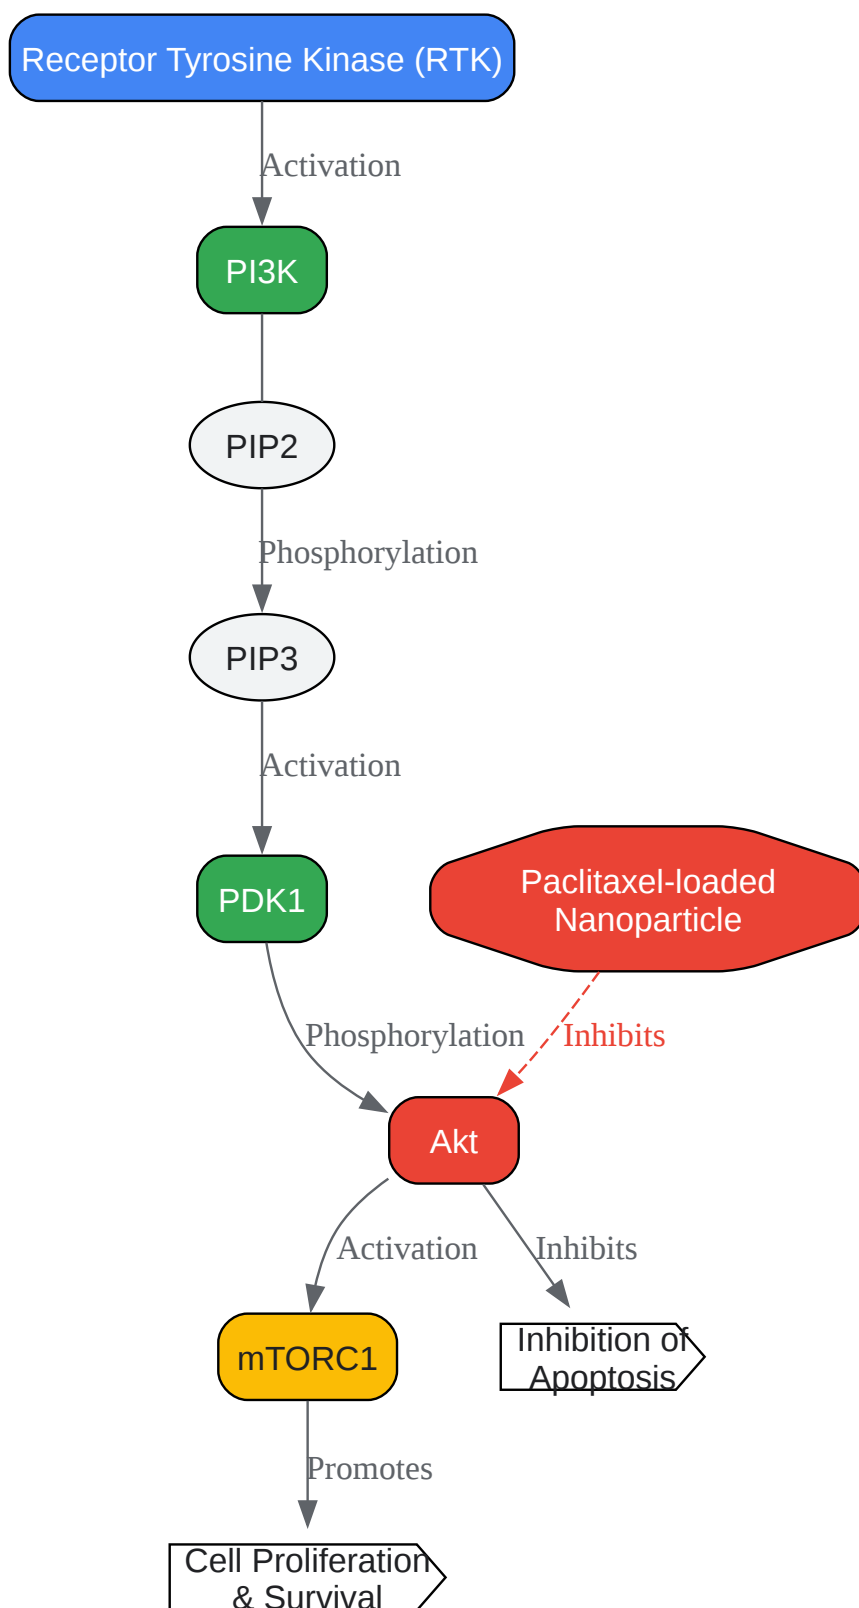 Receptor Tyrosine Kinase (RTK)
Activation
PI3K
PIP2
Phosphorylation
PIP3
Activation
PDK1
Paclitaxel-loaded
Nanoparticle
Phosphorylation
Inhibits
Akt
Activation
Inhibits
mTORC1
Inhibition of
Apoptosis
Promotes
Cell Proliferation
& Survival